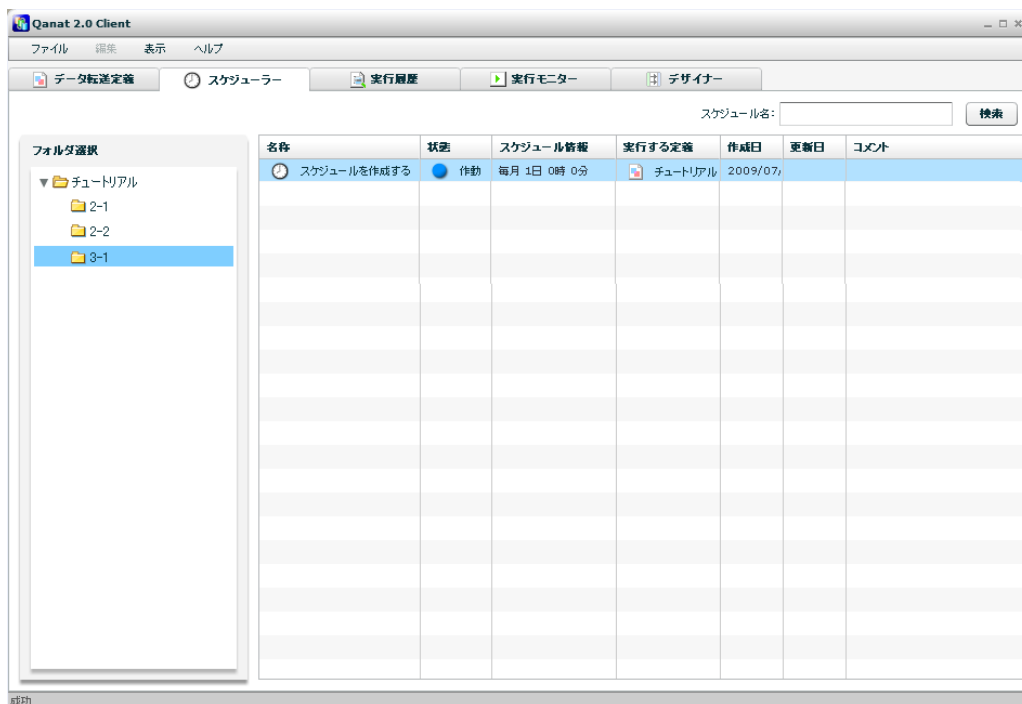 Qanat 2.0 Client
ファイル 編集 表示 ヘルプ
データ転送定義 スケジューラー 実行履歴 実行モニター デザイナー
スケジュール名: 検索
フォルダ選択
名称 状態 スケジュール情報 実行する定義 作成日 更新日 コメント
スケジュールを作成する 作動 毎月 1日 0時 0分 チュートリアル 2009/07/
チュートリアル
2-1
2-2
3-1
成功